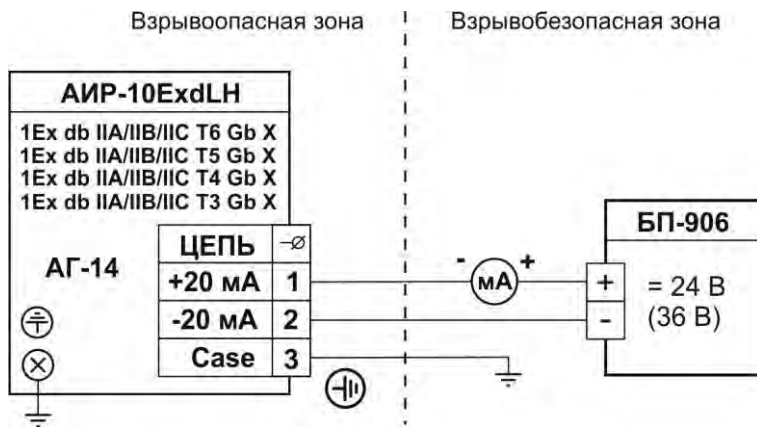 Взрывоопасная зона
Взрывобезопасная зона
АИР-10ExdLH
1Ex db IIA/IIB/IIC T6 Gb X
1Ex db IIA/IIB/IIC T5 Gb X
1Ex db IIA/IIB/IIC T4 Gb X
1Ex db IIA/IIB/IIC T3 Gb X
АГ-14
ЦЕПЬ
+20 мА 1
-20 мА 2
Case 3
- мА +
БП-906
+ = 24 В
- (36 В)